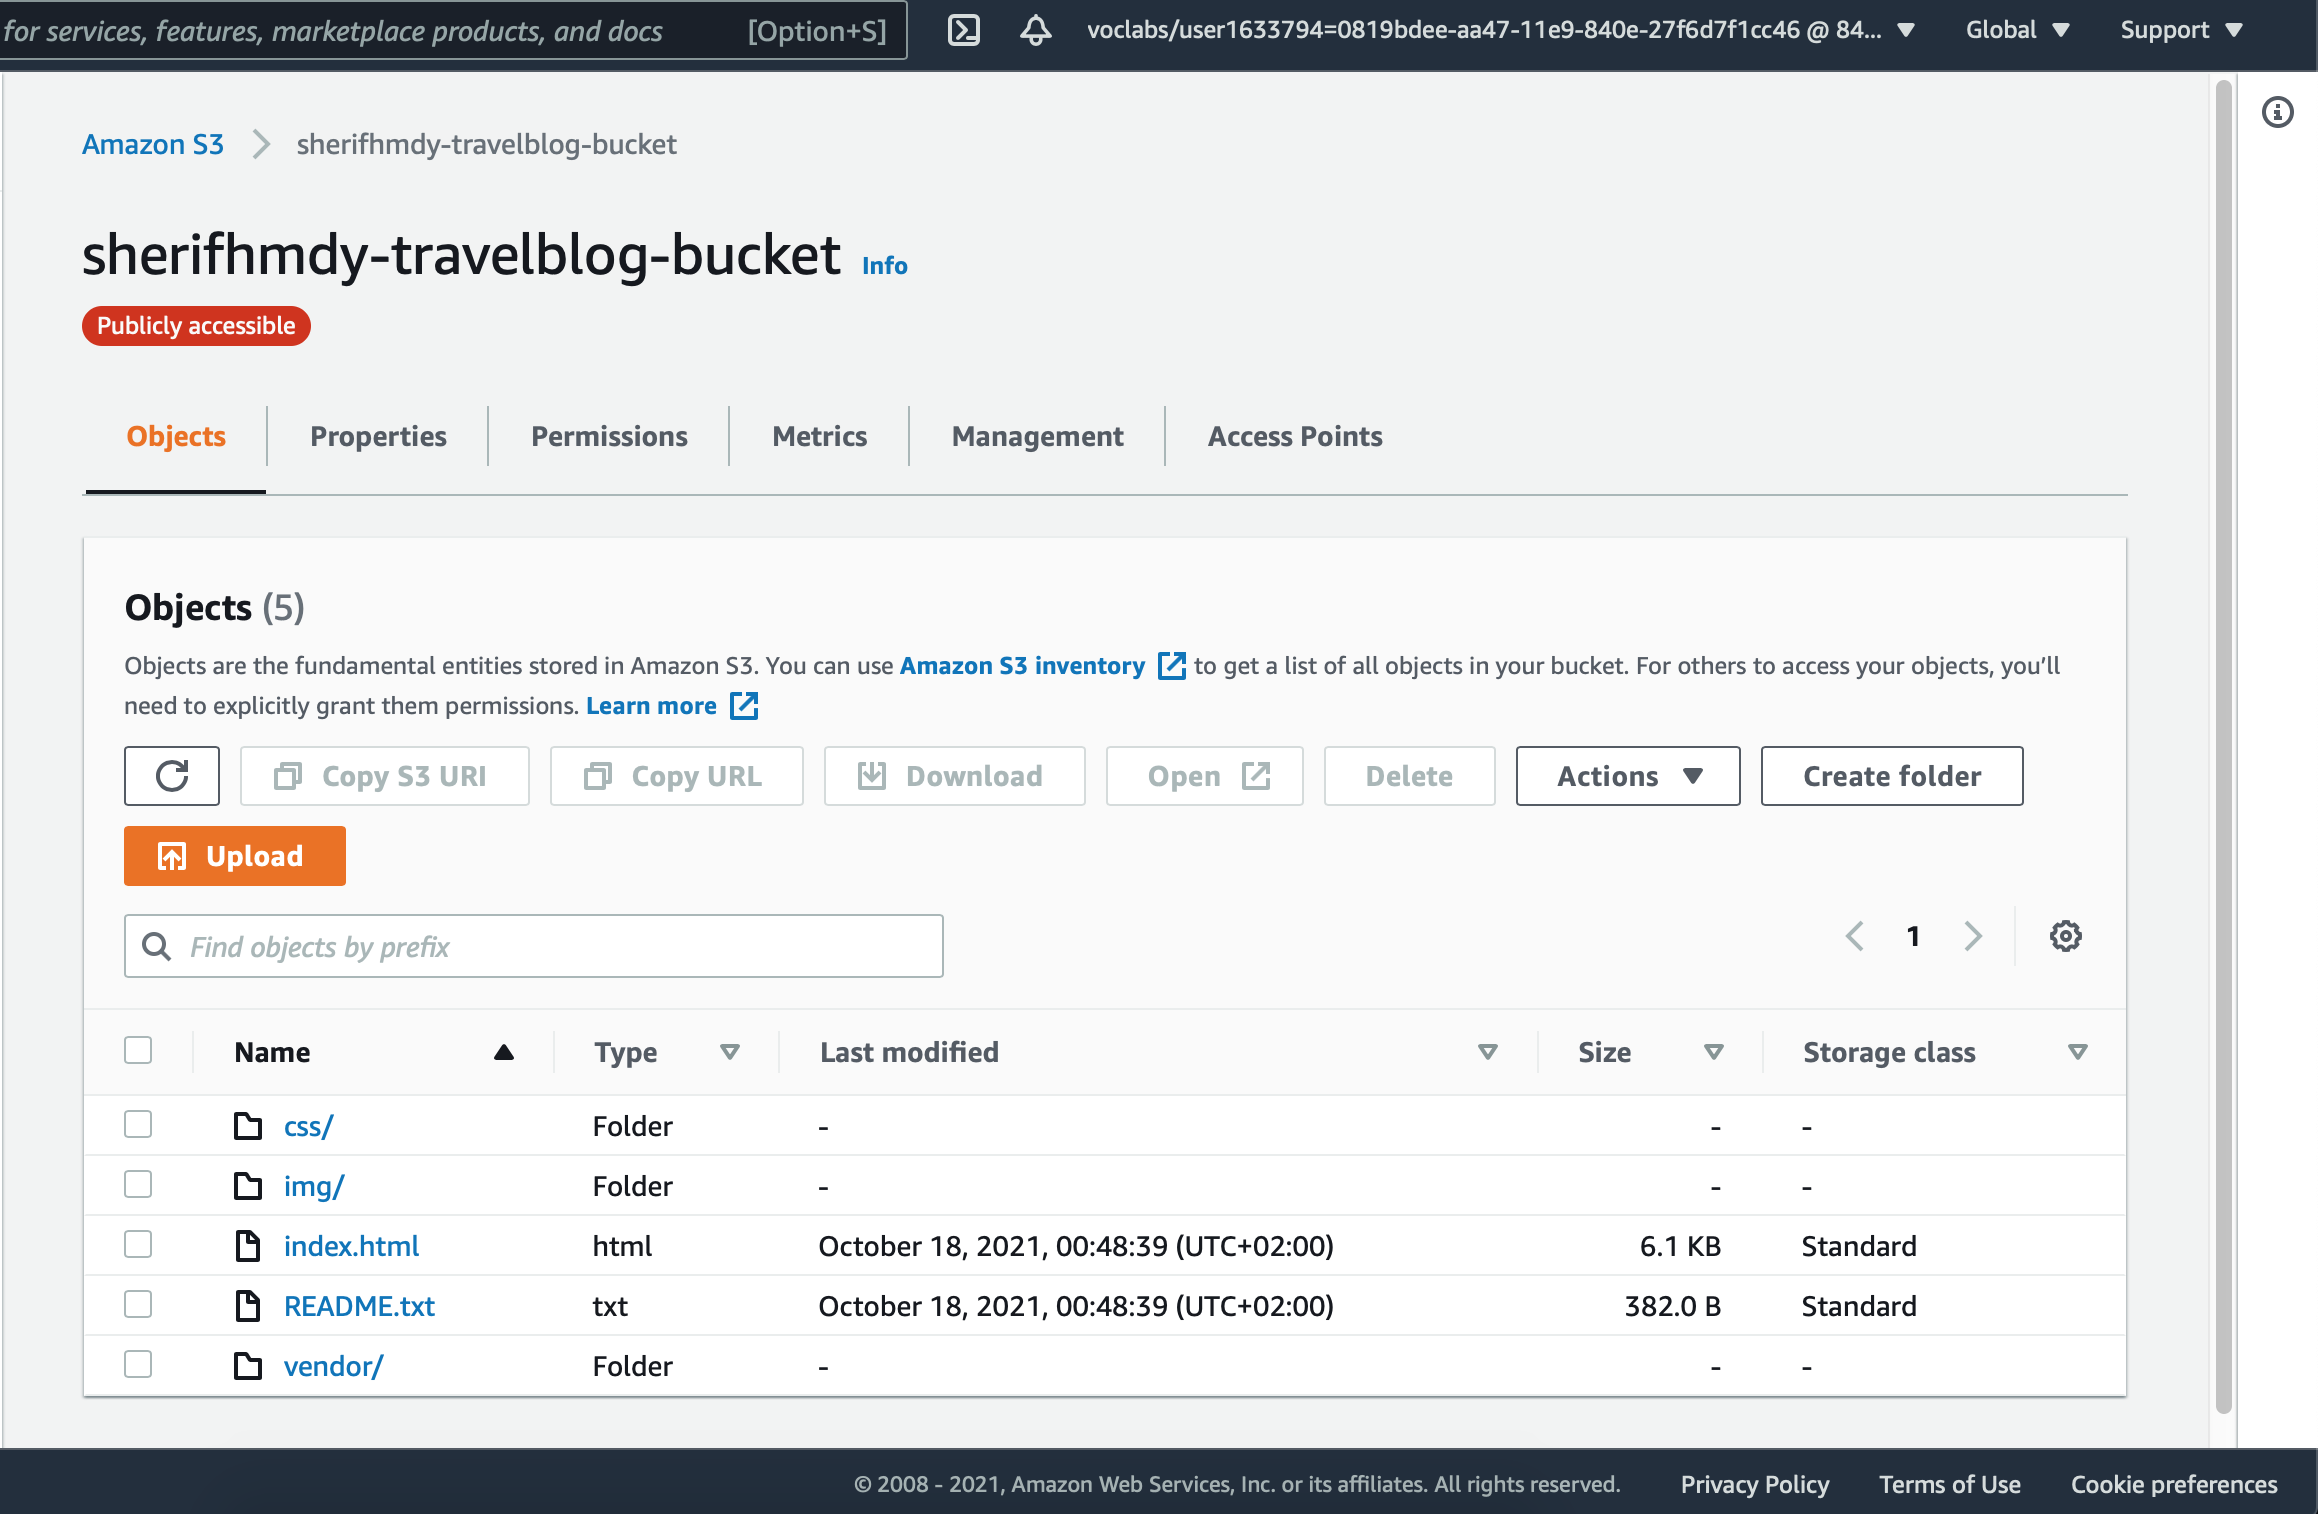 for services, features, marketplace products, and docs [Option+S] voclabs/user1633794=0819bdee-aa47-11e9-840e-27f6d7f1cc46 @ 84... Global Support
Amazon S3 sherifhmdy-travelblog-bucket
sherifhmdy-travelblog-bucket Info
Publicly accessible
Objects Properties Permissions Metrics Management Access Points
Objects (5)
Objects are the fundamental entities stored in Amazon S3. You can use Amazon S3 inventory to get a list of all objects in your bucket. For others to access your objects, you'll
need to explicitly grant them permissions. Learn more
Copy S3 URI Copy URL Download Open Delete Actions Create folder
Upload
Find objects by prefix 1
Name Type Last modified Size Storage class
css/ Folder - - -
img/ Folder - - -
index.html html October 18, 2021, 00:48:39 (UTC+02:00) 6.1 KB Standard
README.txt txt October 18, 2021, 00:48:39 (UTC+02:00) 382.0 B Standard
vendor/ Folder - - -
© 2008 - 2021, Amazon Web Services, Inc. or its affiliates. All rights reserved. Privacy Policy Terms of Use Cookie preferences